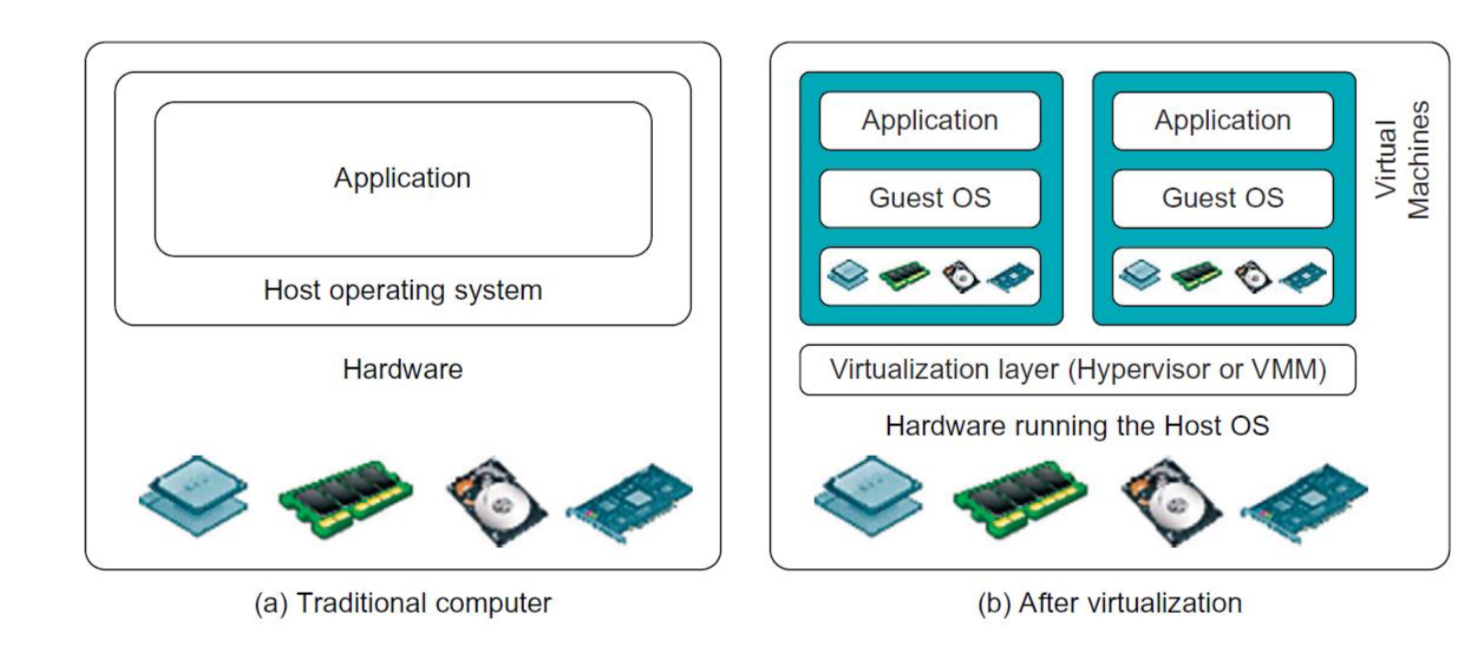 Application
Host operating system
Hardware
(a) Traditional computer
Application
Guest OS
Application
Guest OS
Virtual
Machines
Virtualization layer (Hypervisor or VMM)
Hardware running the Host OS
(b) After virtualization